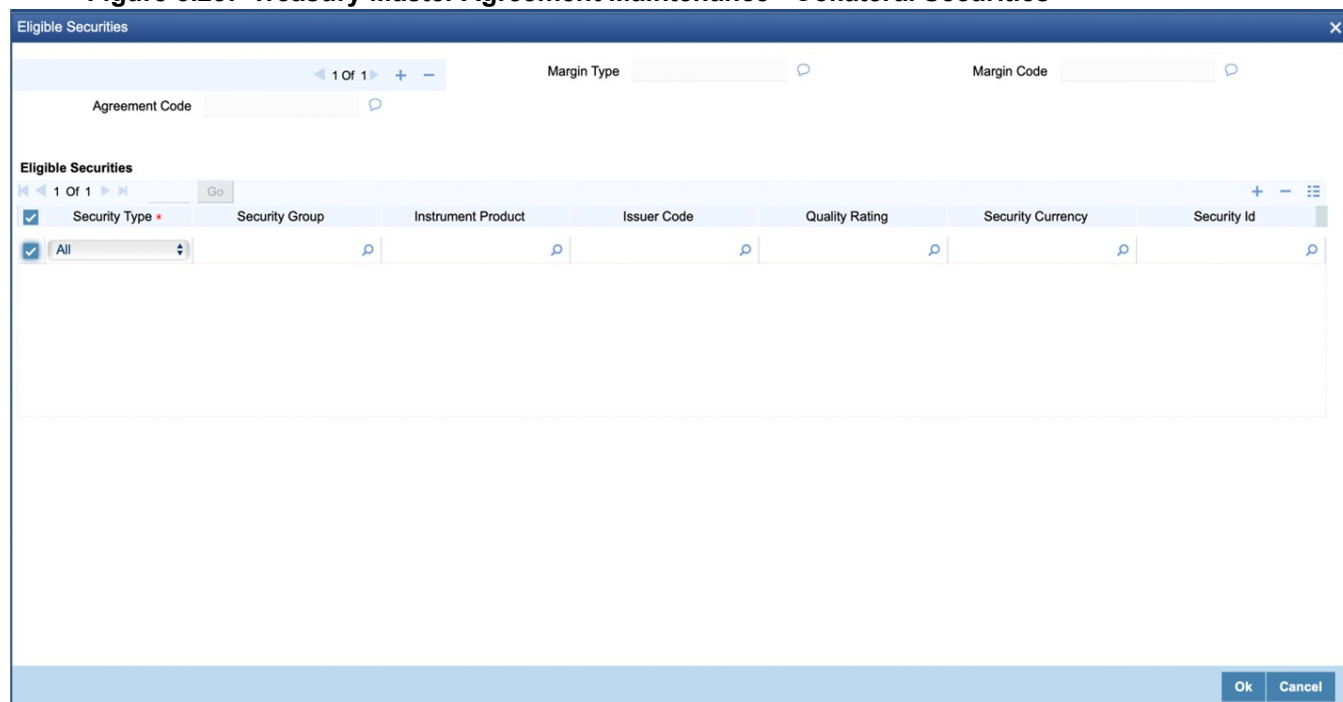 Eligible Securities
1 Of 1 Margin Type Margin Code
Agreement Code
Eligible Securities
1 Of 1 Go
Security Type * Security Group Instrument Product Issuer Code Quality Rating Security Currency Security Id
All
Ok Cancel